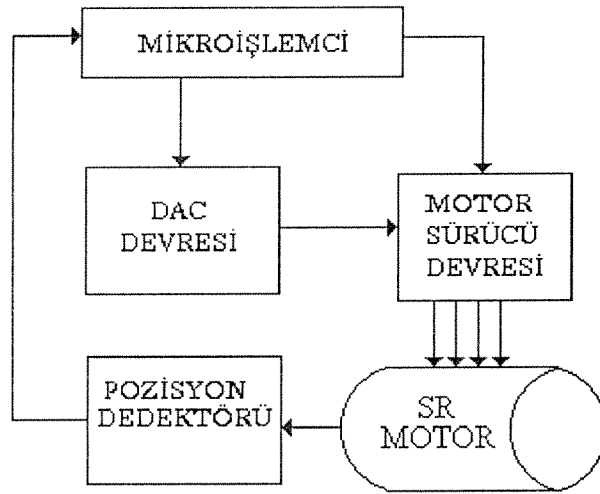 MİKROİŞLEMCİ
DAC
DEVRESİ
MOTOR
SÜRÜCÜ
DEVRESİ
POZİSYON
DEDEKTÖRÜ
SR
MOTOR